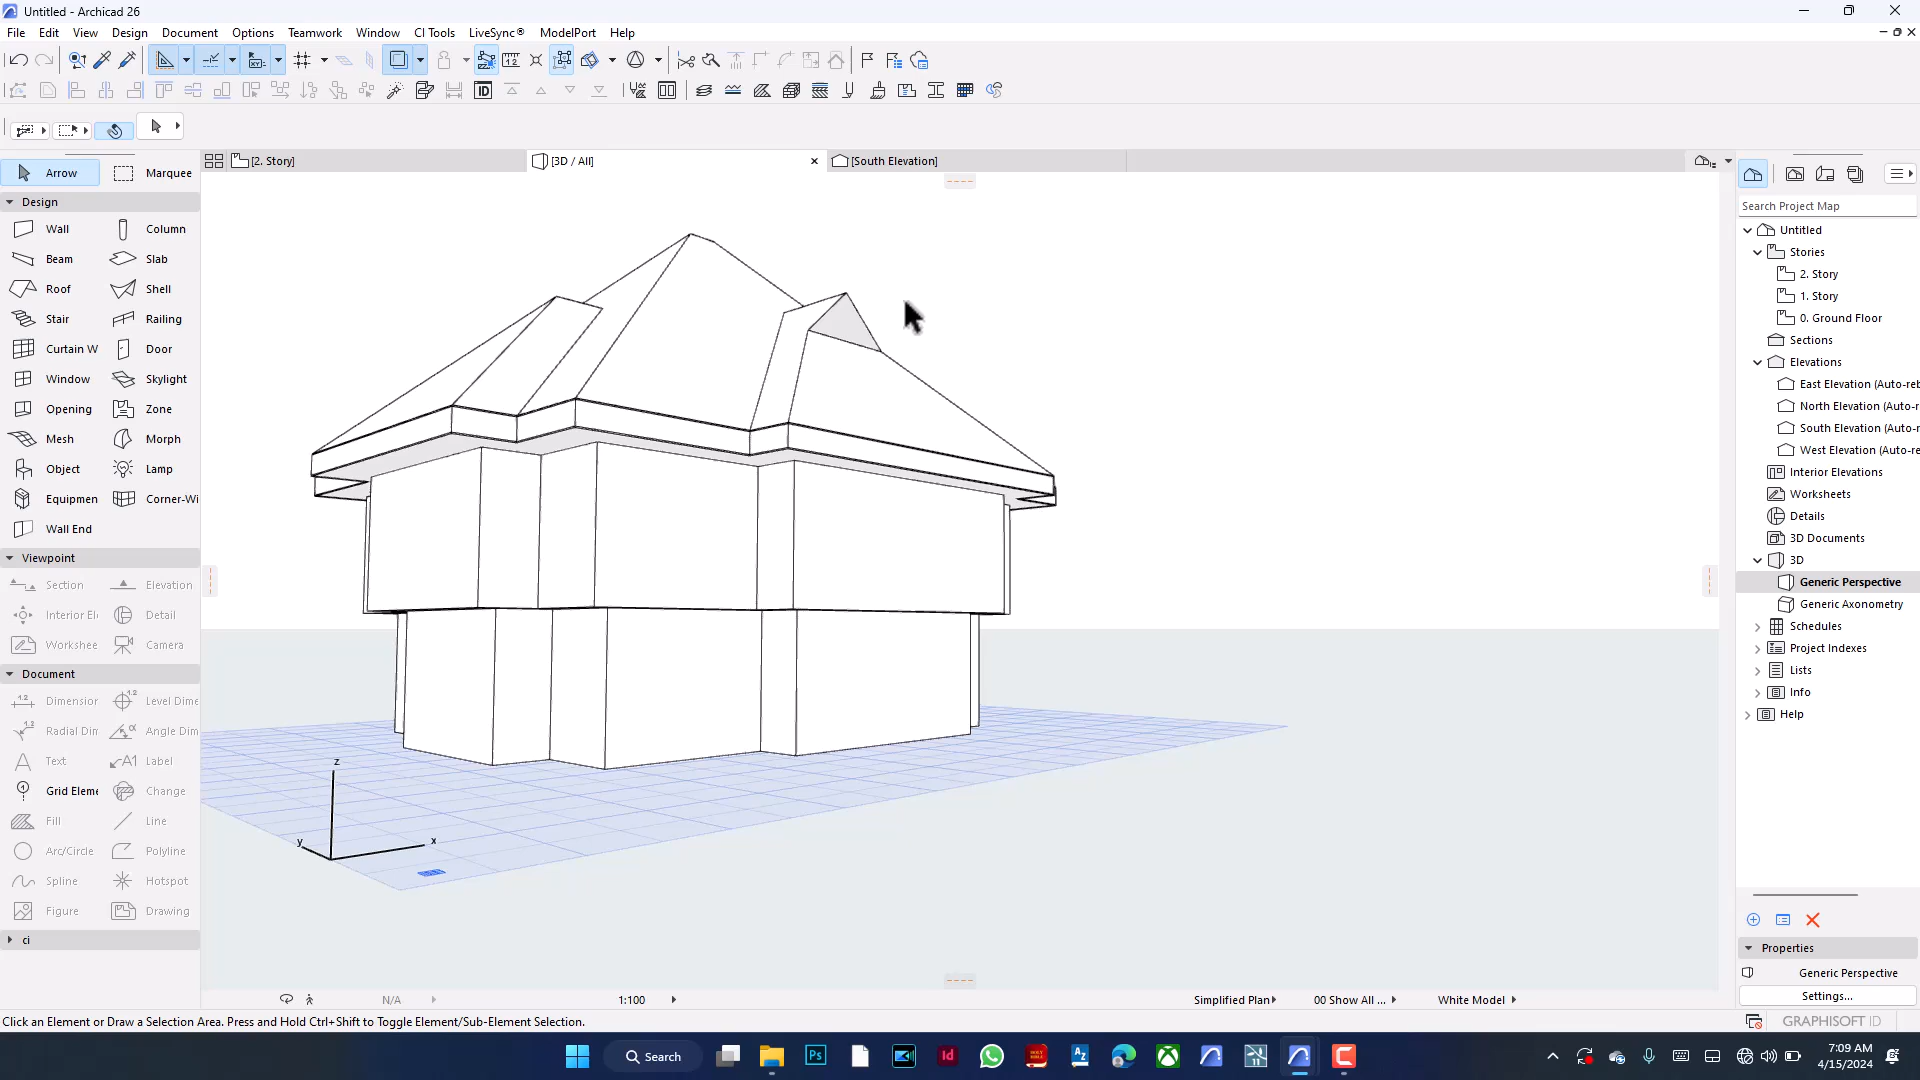 Untitled - Archicad 26
File Edit View Design Document Options Teamwork Window CI Tools LiveSync® ModelPort Help
[2. Story] [3D / All] [South Elevation]
Arrow Marquee
Design
Wall Column
Beam Slab
Roof Shell
Stair Railing
Curtain W Door
Window Skylight
Opening Zone
Mesh Morph
Object Lamp
Equipmen Corner-Wi
Wall End
Viewpoint
Section Elevation
Interior El Detail
Workshee Camera
Document
Dimension Level Dime
Radial Din Angle Dim
Text Label
Grid Eleme Change
Fill Line
Arc/Circle Polyline
Spline Hotspot
Figure Drawing
ci
z
y x
Search Project Map
Untitled
Stories
2. Story
1. Story
0. Ground Floor
Sections
Elevations
East Elevation (Auto-reb
North Elevation (Auto-r
South Elevation (Auto-re
West Elevation (Auto-re
Interior Elevations
Worksheets
Details
3D Documents
3D
Generic Perspective
Generic Axonometry
Schedules
Project Indexes
Lists
Info
Help
Properties
Generic Perspective
Settings...
N/A 1:100 Simplified Plan 00 Show All ... White Model
Click an Element or Draw a Selection Area. Press and Hold Ctrl+Shift to Toggle Element/Sub-Element Selection.
GRAPHISOFT ID
Search
7:09 AM
4/15/2024